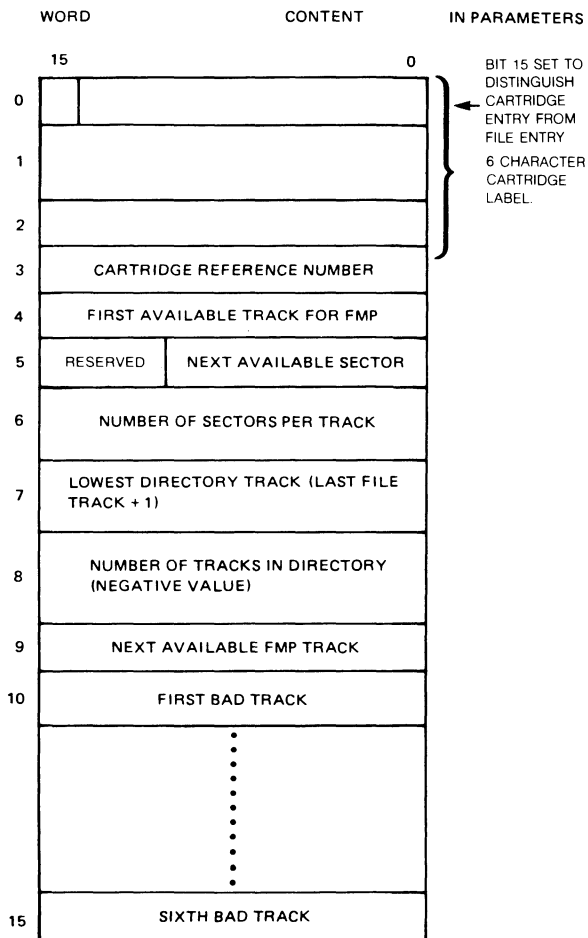 WORD CONTENT IN PARAMETERS
15 0
BIT 15 SET TO
DISTINGUISH
CARTRIDGE
ENTRY FROM
FILE ENTRY
6 CHARACTER
CARTRIDGE
LABEL.
0
1
2
3 CARTRIDGE REFERENCE NUMBER
4 FIRST AVAILABLE TRACK FOR FMP
5 RESERVED NEXT AVAILABLE SECTOR
6 NUMBER OF SECTORS PER TRACK
7 LOWEST DIRECTORY TRACK (LAST FILE
TRACK + 1)
8 NUMBER OF TRACKS IN DIRECTORY
(NEGATIVE VALUE)
9 NEXT AVAILABLE FMP TRACK
10 FIRST BAD TRACK
15 SIXTH BAD TRACK